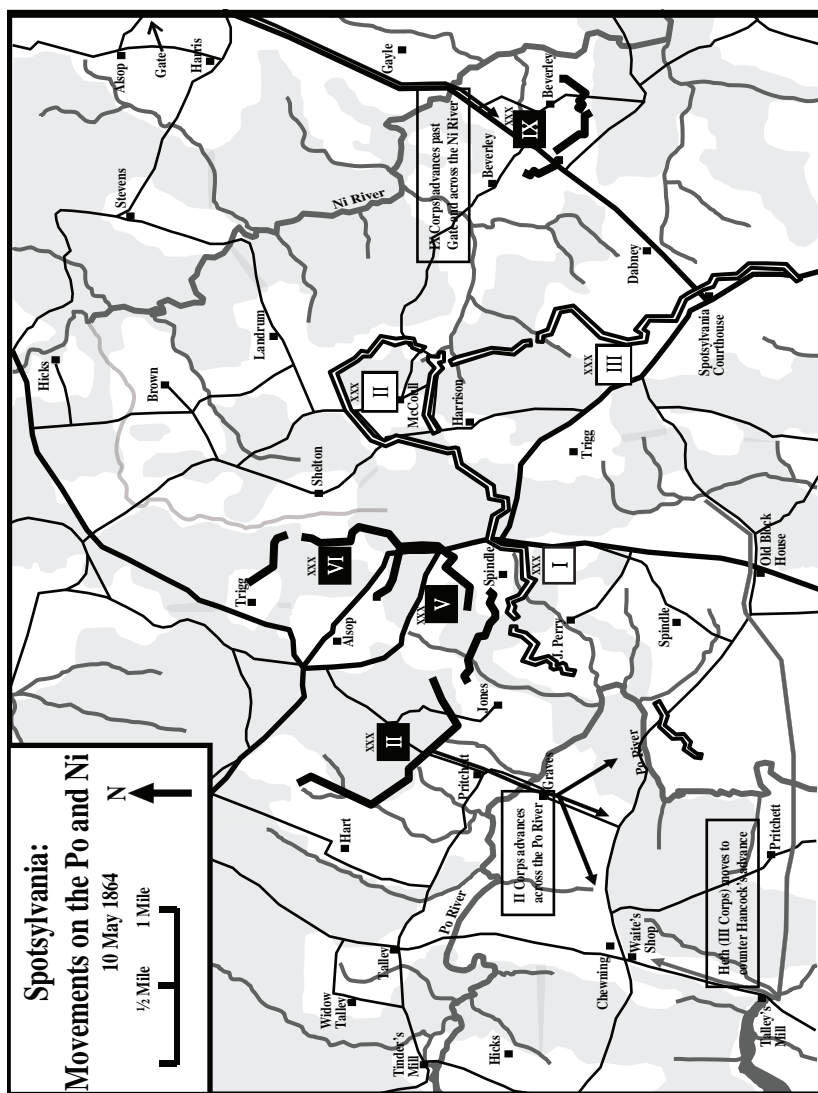 Spotsylvania:
Movements on the Po and Ni
10 May 1864
½ Mile
1 Mile
N
Hicks
Alsop
Gate
Harris
Stevens
Brown
Landrum
Ni River
Trigg
Shelton
XXX
VI
Alsop
Hart
Widow
Talley
Talley
Tinder's
Mill
XXX
II
XXX
II
McCoull
Gayle
IX Corps advances past
Gate and across the Ni River
XXX
V
Po River
Pritchett
Jones
Spindle
Harrison
Beverley
XXX
IX
Beverley
Hicks
II Corps advances
across the Po River
Graves
J. Perry
XXX
I
Trigg
XXX
III
Dabney
Chewning
Waite's
Shop
Po River
Spindle
Spotsylvania
Courthouse
Heth (III Corps) moves to
counter Hancock's advance
Talley's
Mill
Pritchett
Old Block
House